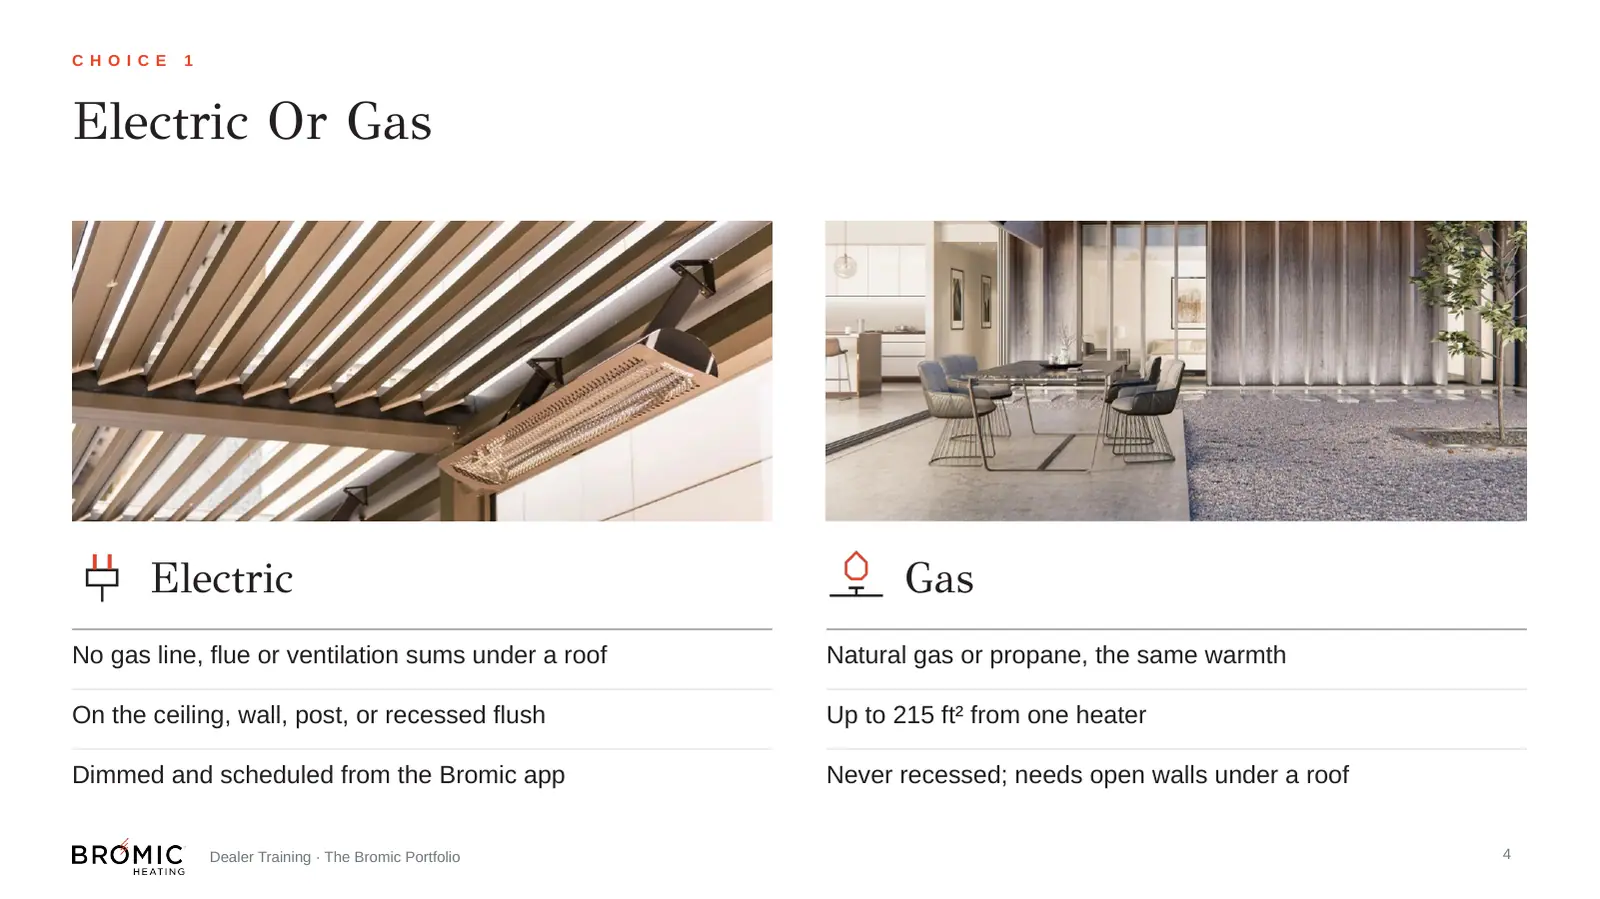 CHOICE 1
Electric Or Gas
Electric
No gas line, flue or ventilation sums under a roof
On the ceiling, wall, post, or recessed flush
Dimmed and scheduled from the Bromic app
Gas
Natural gas or propane, the same warmth
Up to 215 ft² from one heater
Never recessed; needs open walls under a roof
BROMIC
HEATING
Dealer Training · The Bromic Portfolio
4